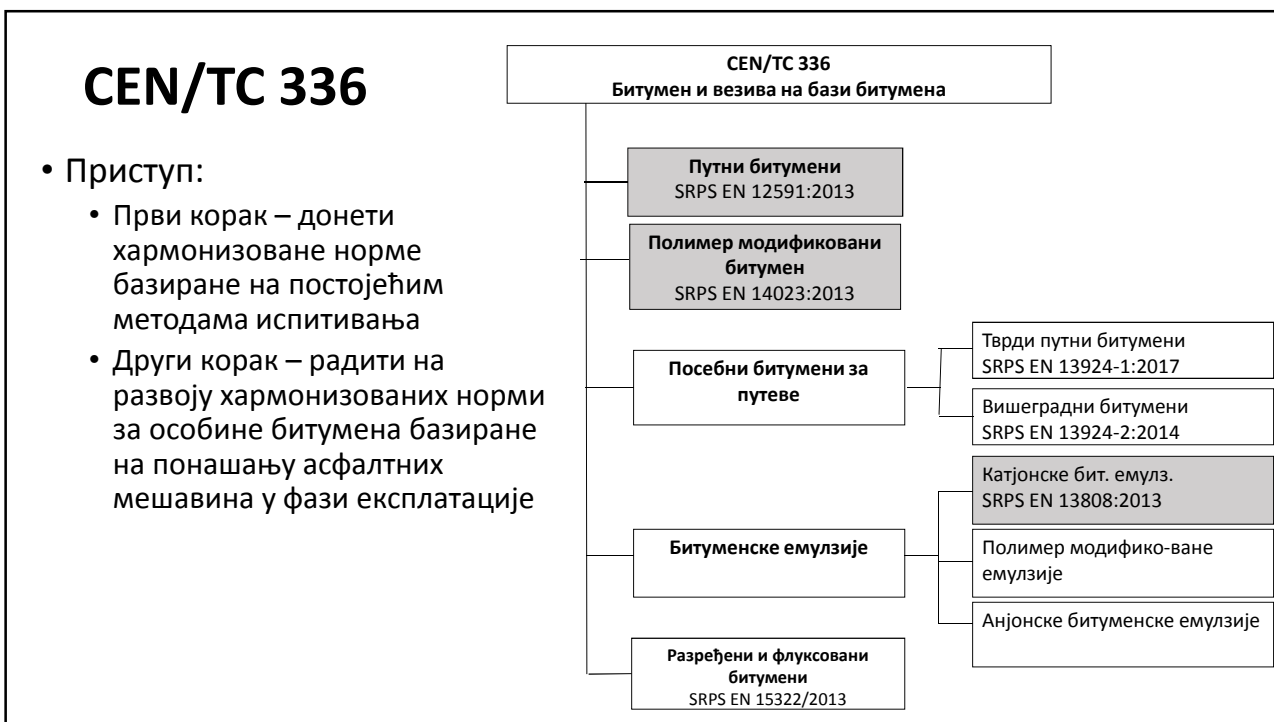 CEN/TC 336
• Приступ:
• Први корак – донети
хармонизоване норме
базиране на постојећим
методама испитивања
• Други корак – радити на
развоју хармонизованих норми
за особине битумена базиране
на понашању асфалтних
мешавина у фази експлатације
CEN/TC 336
Битумен и везива на бази битумена
Путни битумени
SRPS EN 12591:2013
Полимер модификовани
битумен
SRPS EN 14023:2013
Посебни битумени за
путеве
Тврди путни битумени
SRPS EN 13924-1:2017
Вишеградни битумени
SRPS EN 13924-2:2014
Битуменске емулзије
Катјонске бит. емулз.
SRPS EN 13808:2013
Полимер модифико-ване
емулзије
Анјонске битуменске емулзије
Разређени и флуксовани
битумени
SRPS EN 15322/2013